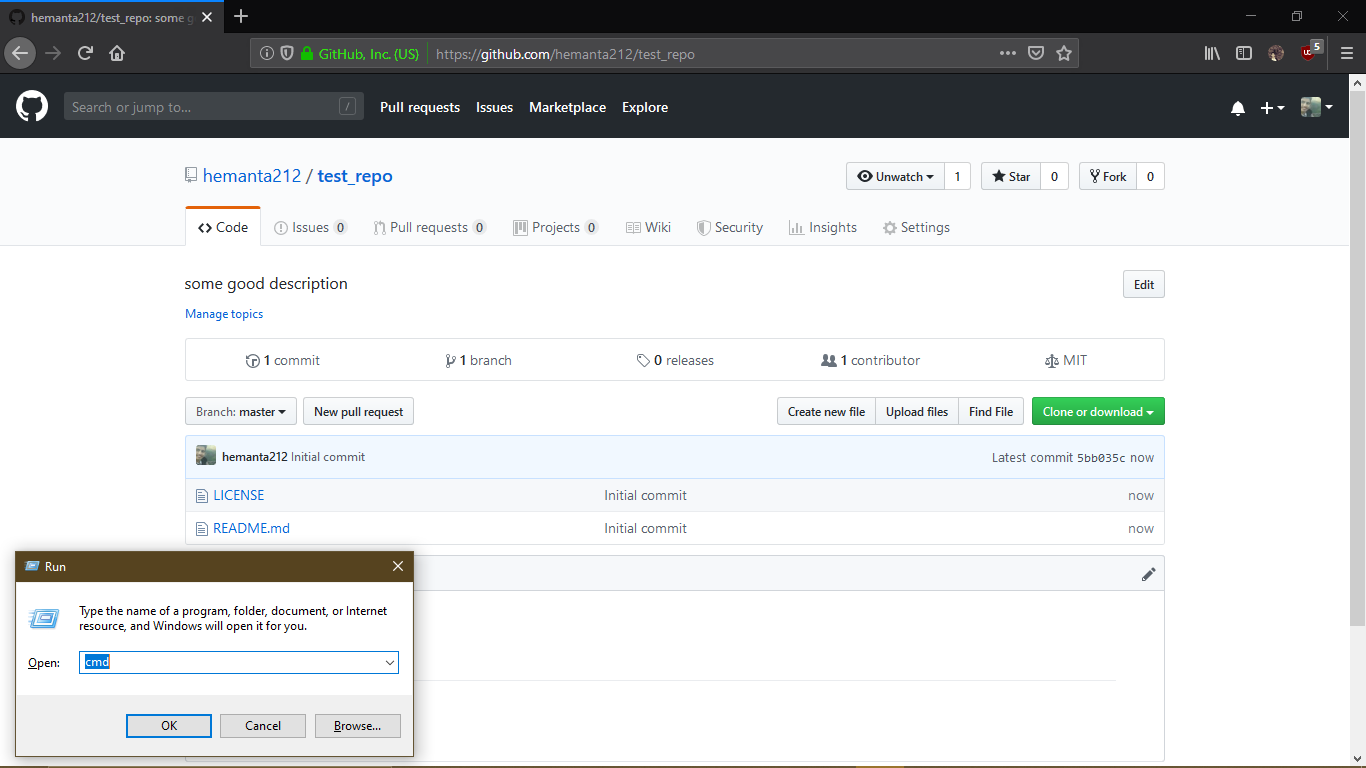 hemanta212/test_repo: some g
GitHub, Inc. (US) https://github.com/hemanta212/test_repo
5
Search or jump to... /
Pull requests Issues Marketplace Explore
hemanta212 / test_repo
Unwatch 1 Star 0 Fork 0
Code Issues 0 Pull requests 0 Projects 0 Wiki Security Insights Settings
some good description
Edit
Manage topics
1 commit 1 branch 0 releases 1 contributor MIT
Branch: master New pull request Create new file Upload files Find File Clone or download
hemanta212 Initial commit Latest commit 5bb035c now
LICENSE Initial commit now
README.md Initial commit now
Run
Type the name of a program, folder, document, or Internet
resource, and Windows will open it for you.
Open: cmd
OK Cancel Browse...